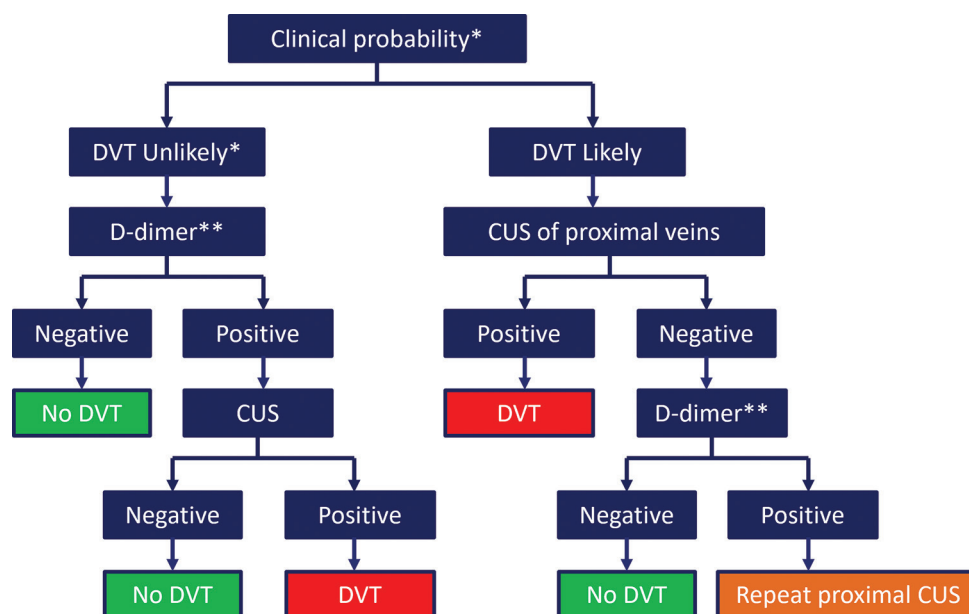 Clinical probability*
DVT Unlikely*
DVT Likely
D-dimer**
CUS of proximal veins
Negative
Positive
Positive
Negative
No DVT
CUS
DVT
D-dimer**
Negative
Positive
Negative
Positive
No DVT
DVT
No DVT
Repeat proximal CUS